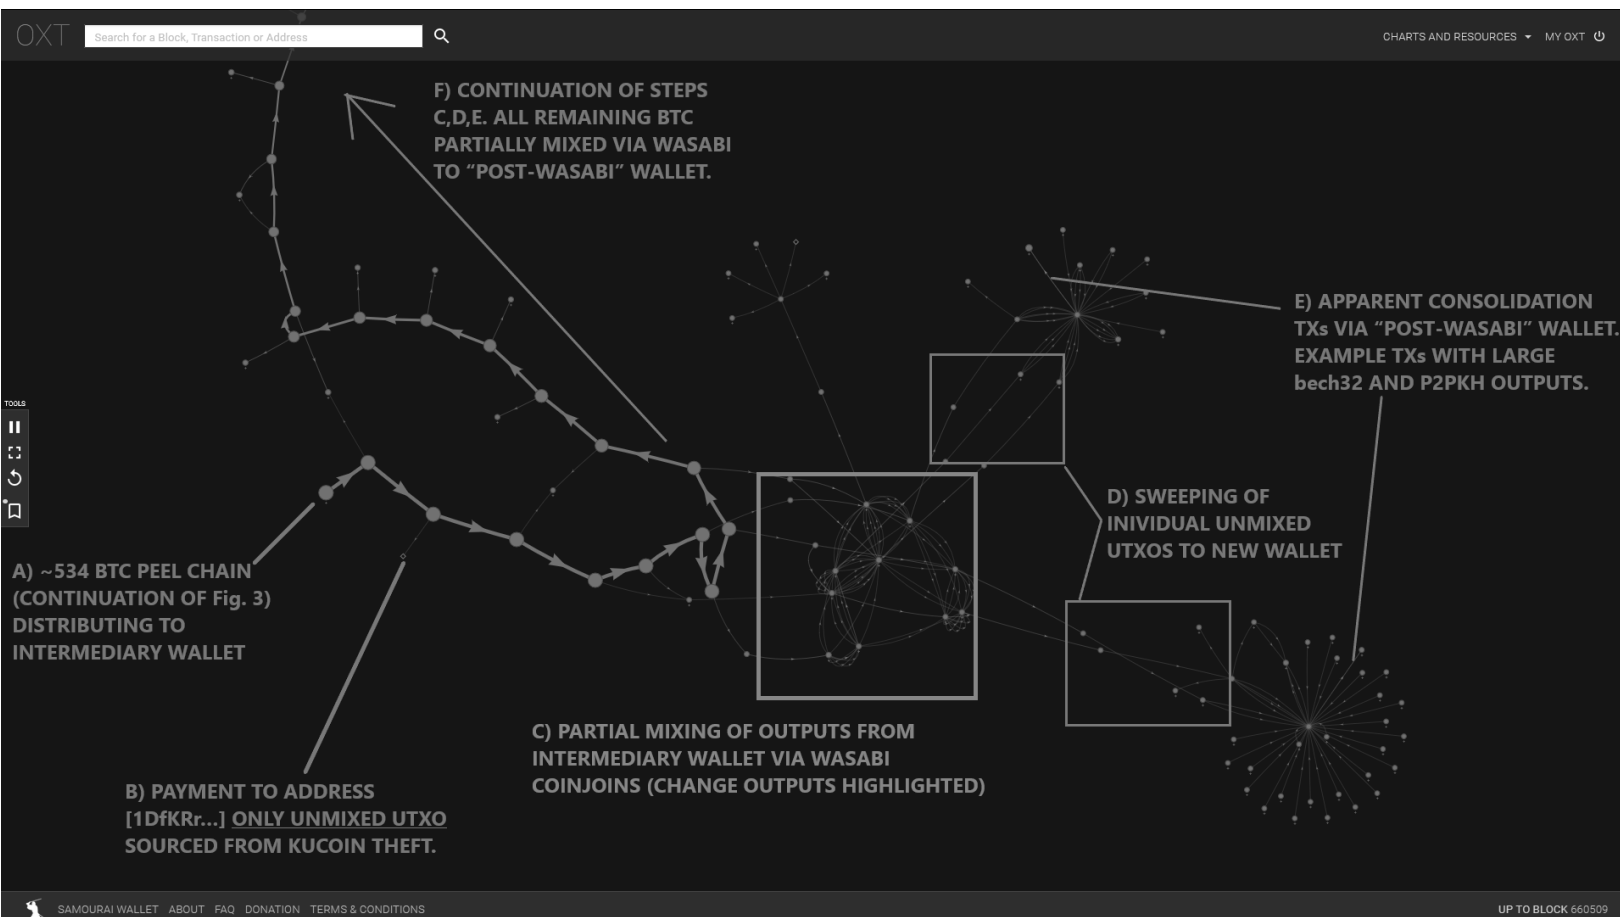 OXT
Search for a Block, Transaction or Address
CHARTS AND RESOURCES
MY OXT
F) CONTINUATION OF STEPS
C,D,E. ALL REMAINING BTC
PARTIALLY MIXED VIA WASABI
TO “POST-WASABI” WALLET.
E) APPARENT CONSOLIDATION
TXs VIA “POST-WASABI” WALLET.
EXAMPLE TXs WITH LARGE
bech32 AND P2PKH OUTPUTS.
TOOLS
D) SWEEPING OF
INIVIDUAL UNMIXED
UTXOS TO NEW WALLET
A) ~534 BTC PEEL CHAIN
(CONTINUATION OF Fig. 3)
DISTRIBUTING TO
INTERMEDIARY WALLET
C) PARTIAL MIXING OF OUTPUTS FROM
INTERMEDIARY WALLET VIA WASABI
COINJOINS (CHANGE OUTPUTS HIGHLIGHTED)
B) PAYMENT TO ADDRESS
[1DfKRr...] ONLY UNMIXED UTXO
SOURCED FROM KUCOIN THEFT.
SAMOURAI WALLET ABOUT FAQ DONATION TERMS & CONDITIONS
UP TO BLOCK 660509